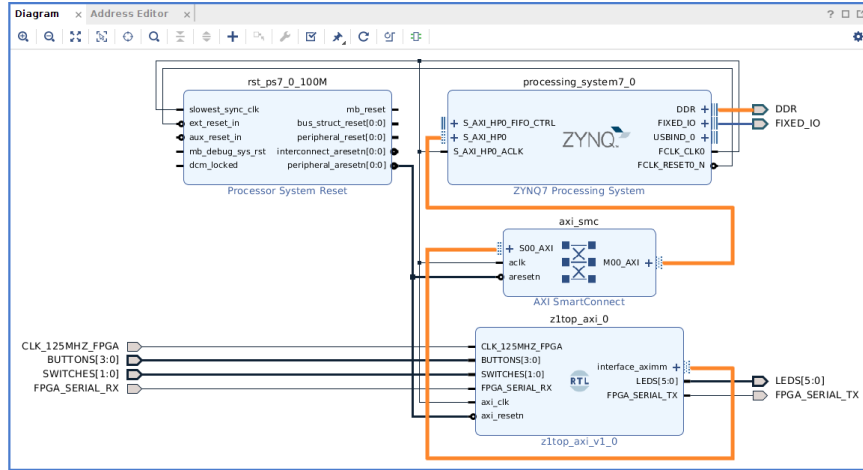 Diagram
Address Editor
rst_ps7_0_100M
slowest_sync_clk
ext_reset_in
aux_reset_in
mb_debug_sys_rst
dcm_locked
mb_reset
bus_struct_reset[0:0]
peripheral_reset[0:0]
interconnect_aresetn[0:0]
peripheral_aresetn[0:0]
Processor System Reset
processing_system7_0
S_AXI_HP0_FIFO_CTRL
S_AXI_HP0
S_AXI_HP0_ACLK
ZYNQ
DDR
FIXED_IO
USBIND_0
FCLK_CLK0
FCLK_RESET0_N
ZYNQ7 Processing System
DDR
FIXED_IO
axi_smc
S00_AXI
aclk
aresetn
M00_AXI
AXI SmartConnect
z1top_axi_0
CLK_125MHZ_FPGA
BUTTONS[3:0]
SWITCHES[1:0]
FPGA_SERIAL_RX
CLK_125MHZ_FPGA
BUTTONS[3:0]
SWITCHES[1:0]
FPGA_SERIAL_RX
axi_clk
axi_resetn
RTL
interface_aximm
LEDS[5:0]
FPGA_SERIAL_TX
z1top_axi_v1_0
LEDS[5:0]
FPGA_SERIAL_TX